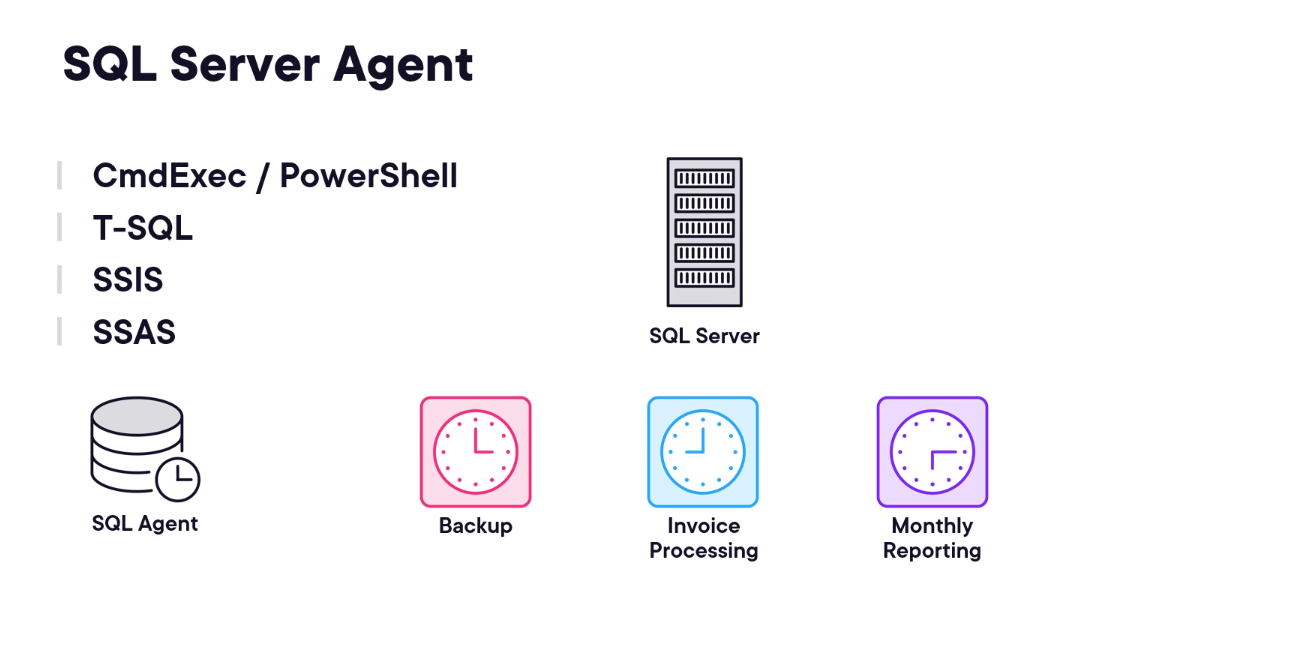 SQL Server Agent
CmdExec / PowerShell
T-SQL
SSIS
SSAS
SQL Server
SQL Agent
Backup
Invoice
Processing
Monthly
Reporting